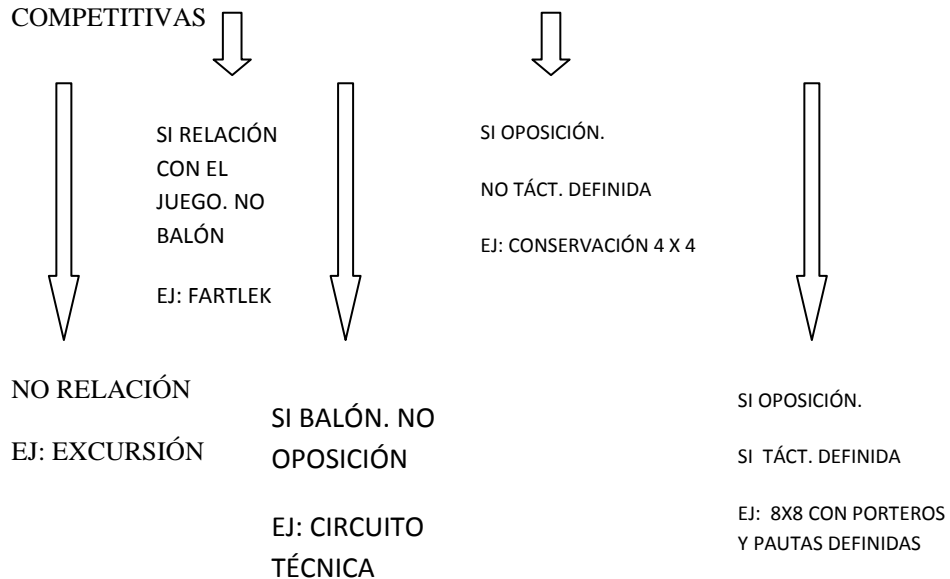 COMPETITIVAS
SI RELACIÓN
CON EL
JUEGO. NO
BALÓN
EJ: FARTLEK
SI OPOSICIÓN.
NO TÁCT. DEFINIDA
EJ: CONSERVACIÓN 4 X 4
NO RELACIÓN
EJ: EXCURSIÓN
SI BALÓN. NO
OPOSICIÓN
EJ: CIRCUITO
TÉCNICA
SI OPOSICIÓN.
SI TÁCT. DEFINIDA
EJ: 8X8 CON PORTEROS
Y PAUTAS DEFINIDAS